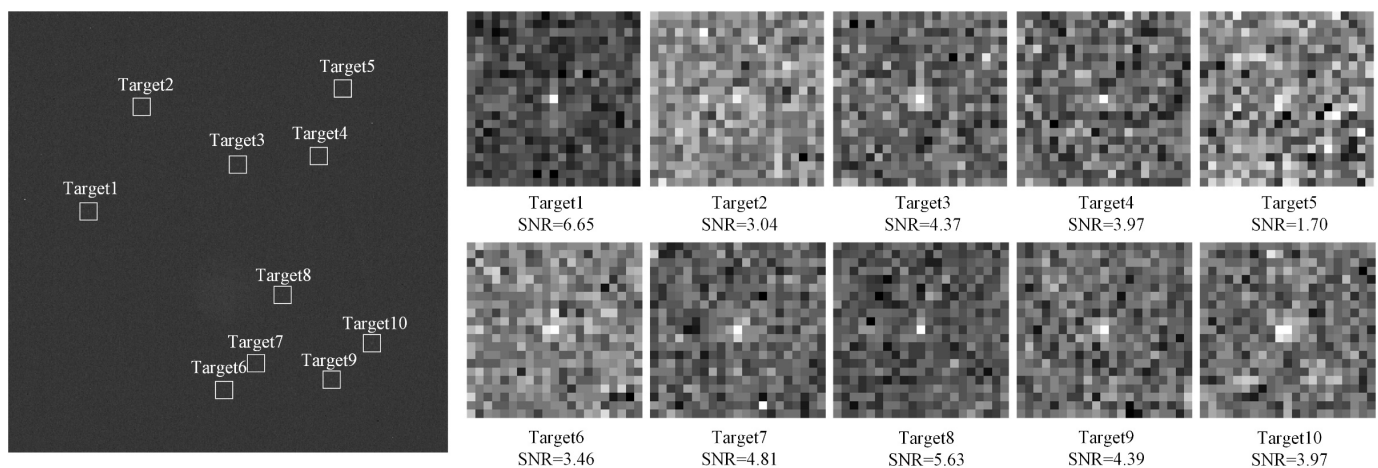 Target5
Target2
Target4
Target3
Target1
Target8
Target10
Target7
Target9
Target6
Target1
SNR=6.65
Target2
SNR=3.04
Target3
SNR=4.37
Target4
SNR=3.97
Target5
SNR=1.70
Target6
SNR=3.46
Target7
SNR=4.81
Target8
SNR=5.63
Target9
SNR=4.39
Target10
SNR=3.97